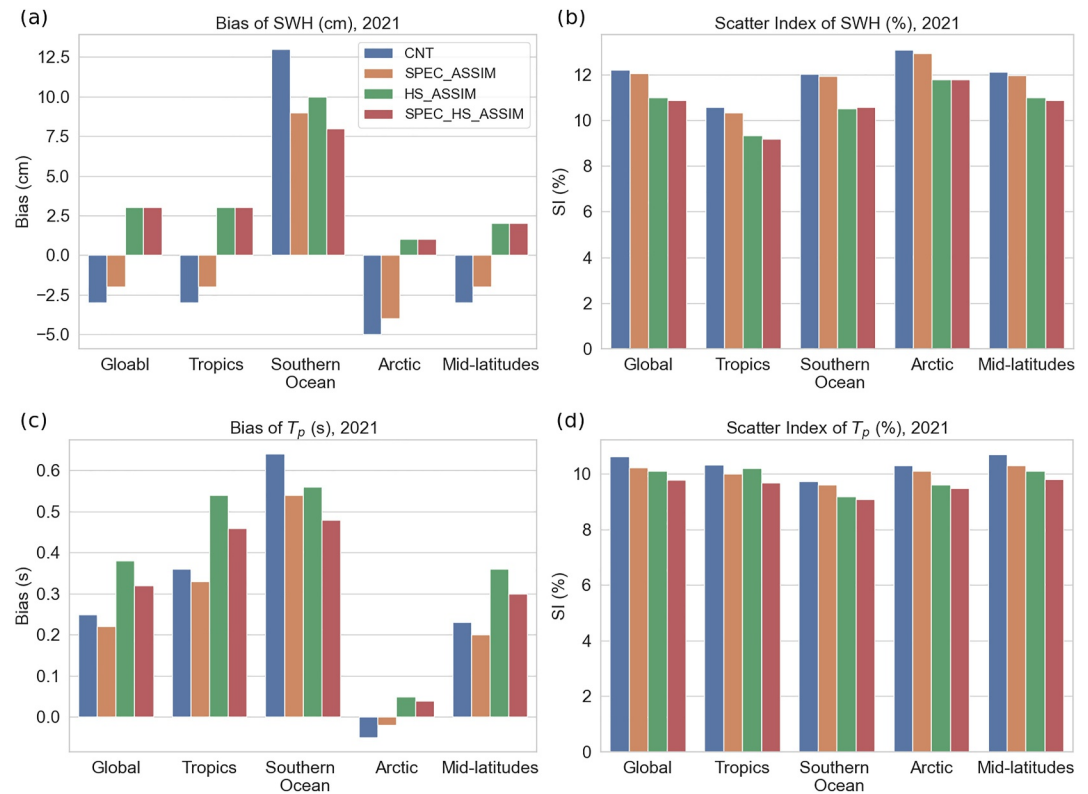 (a)
Bias of SWH (cm), 2021
CNT
SPEC_ASSIM
HS_ASSIM
SPEC_HS_ASSIM
Bias (cm)
12.5
10.0
7.5
5.0
2.5
0.0
−2.5
−5.0
Gloabl Tropics Southern Arctic Mid-latitudes
Ocean
(b)
Scatter Index of SWH (%), 2021
SI (%)
12
10
8
6
4
2
0
Global Tropics Southern Arctic Mid-latitudes
Ocean
(c)
Bias of Tp (s), 2021
Bias (s)
0.6
0.5
0.4
0.3
0.2
0.1
0.0
Global Tropics Southern Arctic Mid-latitudes
Ocean
(d)
Scatter Index of Tp (%), 2021
SI (%)
10
8
6
4
2
0
Global Tropics Southern Arctic Mid-latitudes
Ocean